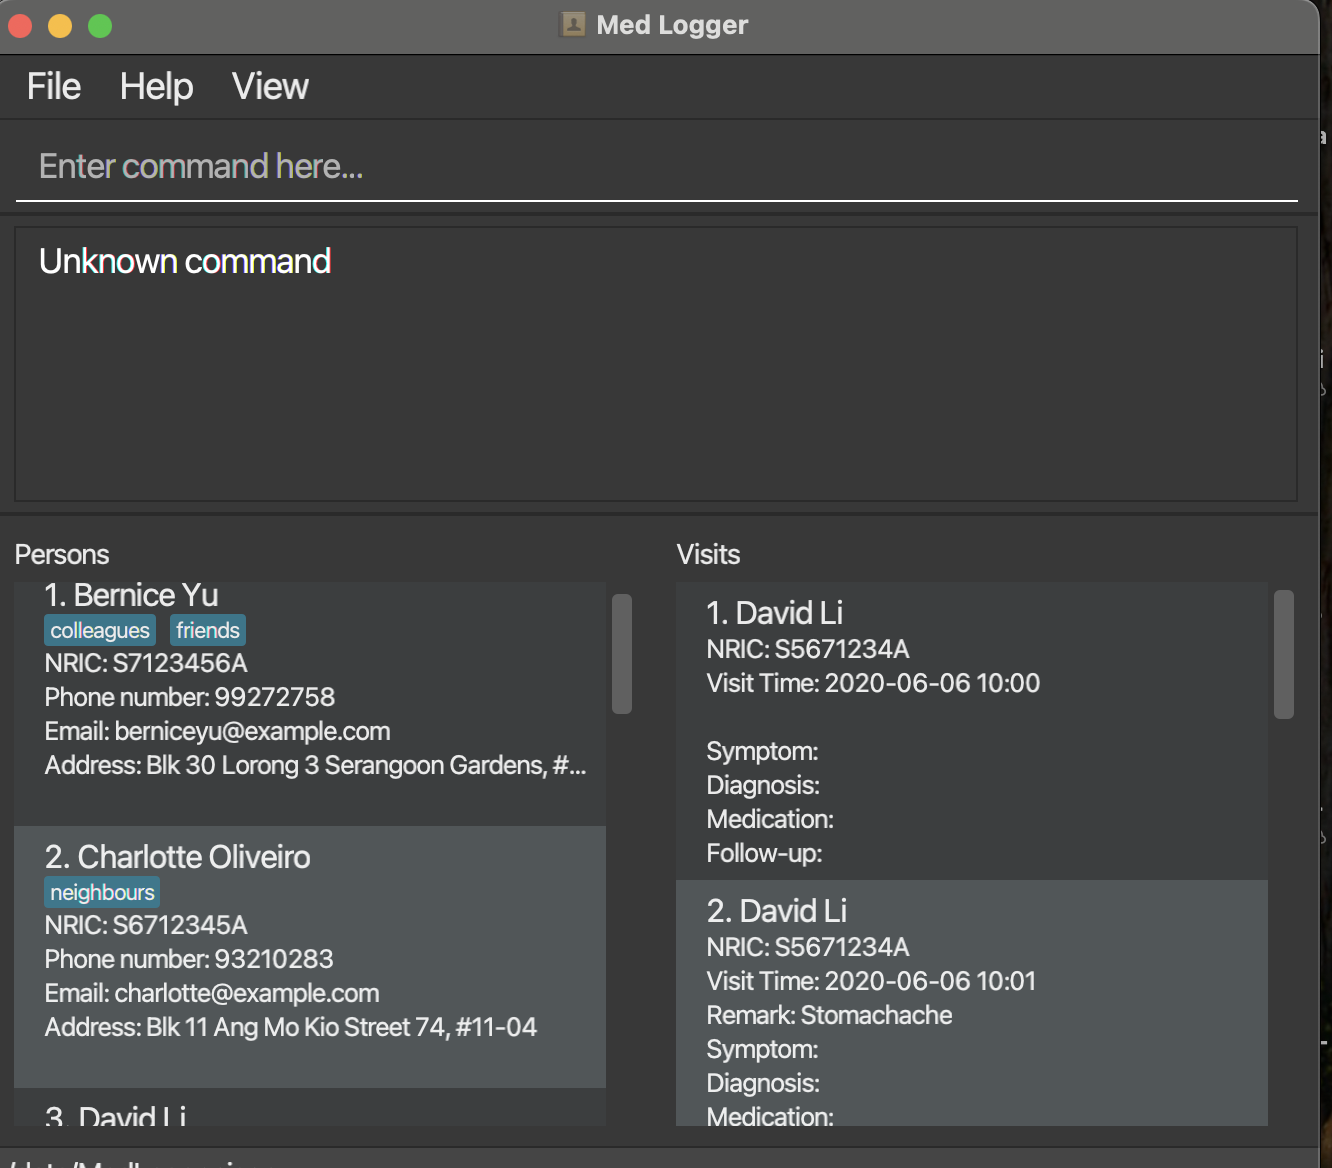 Med Logger
File Help View
Enter command here...
Unknown command
Persons
1. Bernice Yu
colleagues friends
NRIC: S7123456A
Phone number: 99272758
Email: berniceyu@example.com
Address: Blk 30 Lorong 3 Serangoon Gardens, #...
2. Charlotte Oliveiro
neighbours
NRIC: S6712345A
Phone number: 93210283
Email: charlotte@example.com
Address: Blk 11 Ang Mo Kio Street 74, #11-04
3. David Li
Visits
1. David Li
NRIC: S5671234A
Visit Time: 2020-06-06 10:00
Symptom:
Diagnosis:
Medication:
Follow-up:
2. David Li
NRIC: S5671234A
Visit Time: 2020-06-06 10:01
Remark: Stomachache
Symptom:
Diagnosis:
Medication: